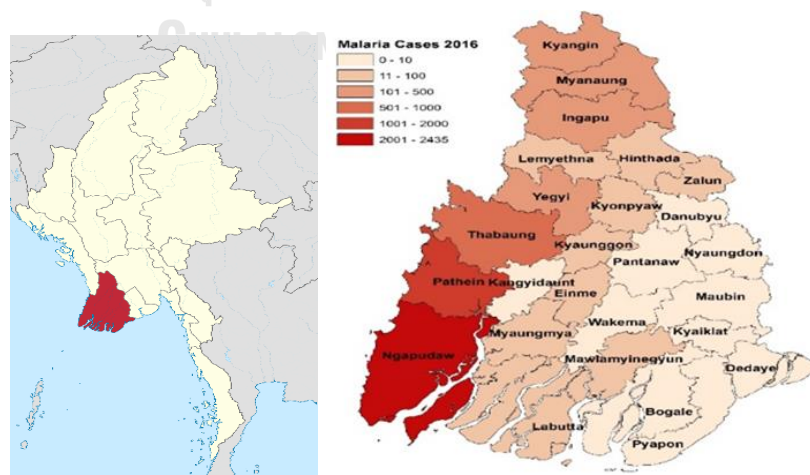 Malaria Cases 2016
0 - 10
11 - 100
101 - 500
501 - 1000
1001 - 2000
2001 - 2435
Kyangin
Myanaung
Ingapu
Lemyethna
Hinthada
Zalun
Yegyi
Kyonpyaw
Danubyu
Thabaung
Kyaunggon
Nyaungdon
Pantanaw
Pathein
Kangyidaunt
Einme
Maubin
Wakema
Myaungmya
Kyaiklat
Ngapudaw
Mawlamyinegyun
Dedaye
Bogale
Labutta
Pyapon